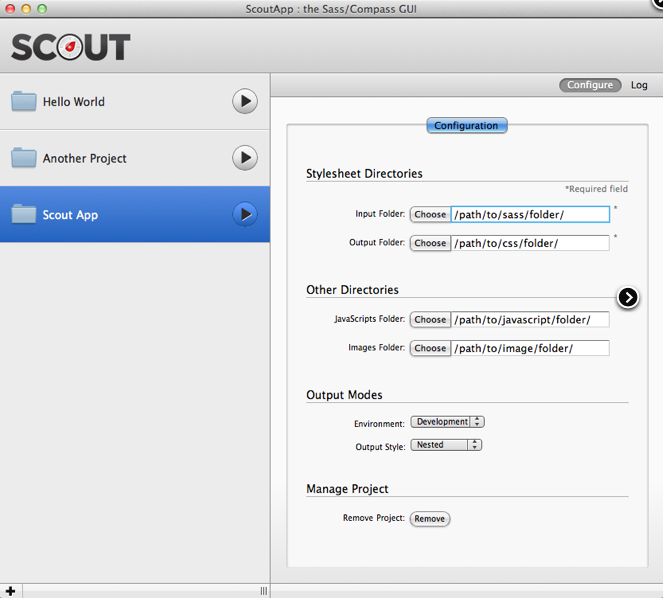 ScoutApp : the Sass/Compass GUI
SCOUT
Hello World
Another Project
Scout App
Configure Log
Configuration
Stylesheet Directories
*Required field
Input Folder: Choose /path/to/sass/folder/ *
Output Folder: Choose /path/to/css/folder/ *
Other Directories
JavaScripts Folder: Choose /path/to/javascript/folder/
Images Folder: Choose /path/to/image/folder/
Output Modes
Environment: Development
Output Style: Nested
Manage Project
Remove Project: Remove